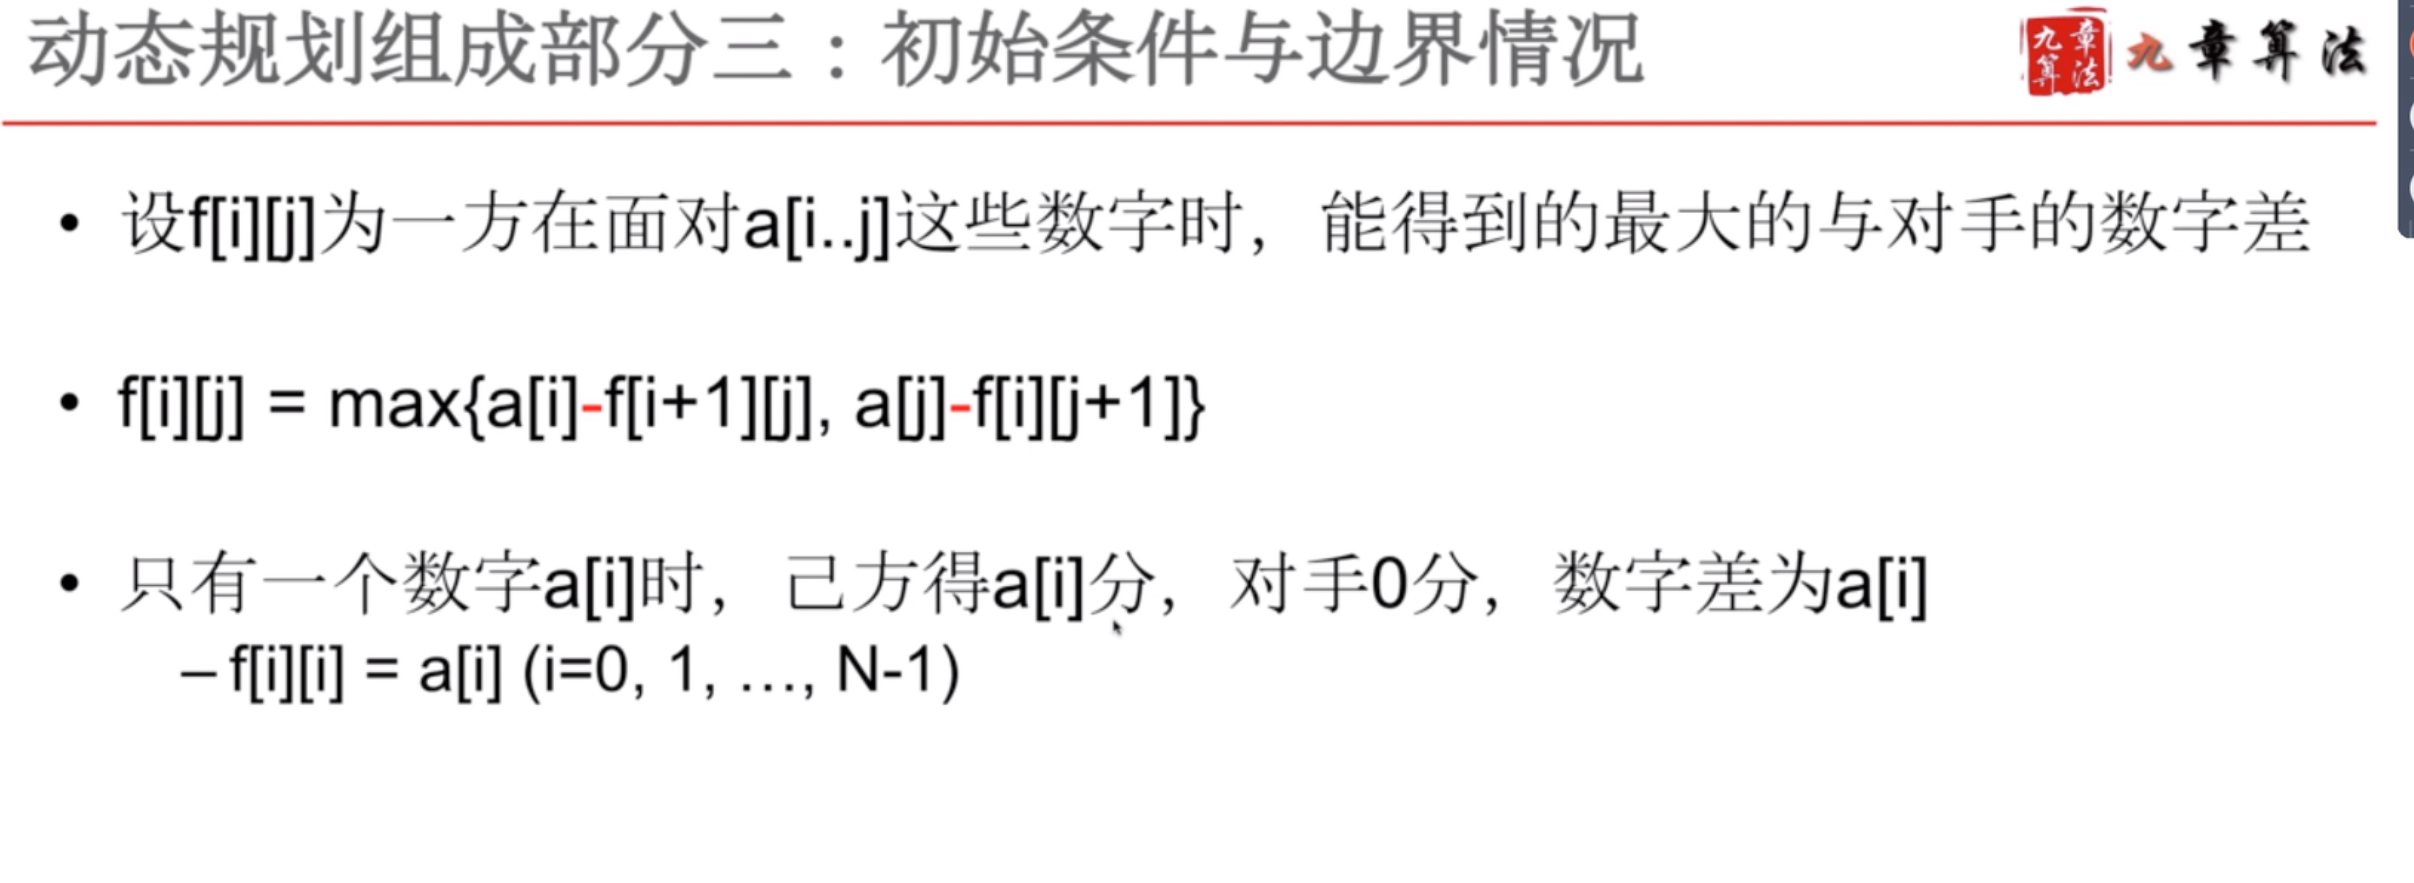 动态规划组成部分三：初始条件与边界情况
九章算法
九章算法
• 设f[i][j]为一方在面对a[i..j]这些数字时，能得到的最大的与对手的数字差
• f[i][j] = max{a[i]-f[i+1][j], a[j]-f[i][j+1]}
• 只有一个数字a[i]时，己方得a[i]分，对手0分，数字差为a[i]
– f[i][i] = a[i] (i=0, 1, …, N-1)